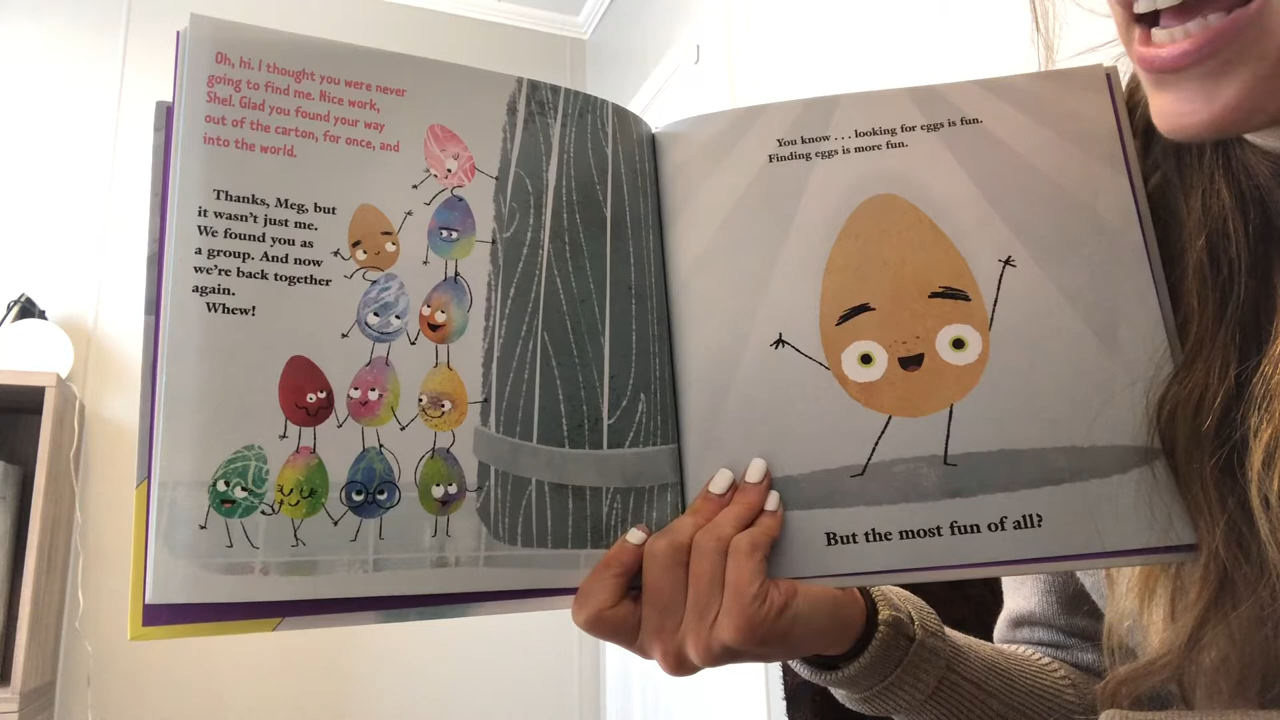 Oh, hi. I thought you were never
going to find me. Nice work,
Shel. Glad you found your way
out of the carton, for once, and
into the world.
Thanks, Meg, but
it wasn't just me.
We found you as
a group. And now
we're back together
again.
Whew!
You know . . . looking for eggs is fun.
Finding eggs is more fun.
But the most fun of all?